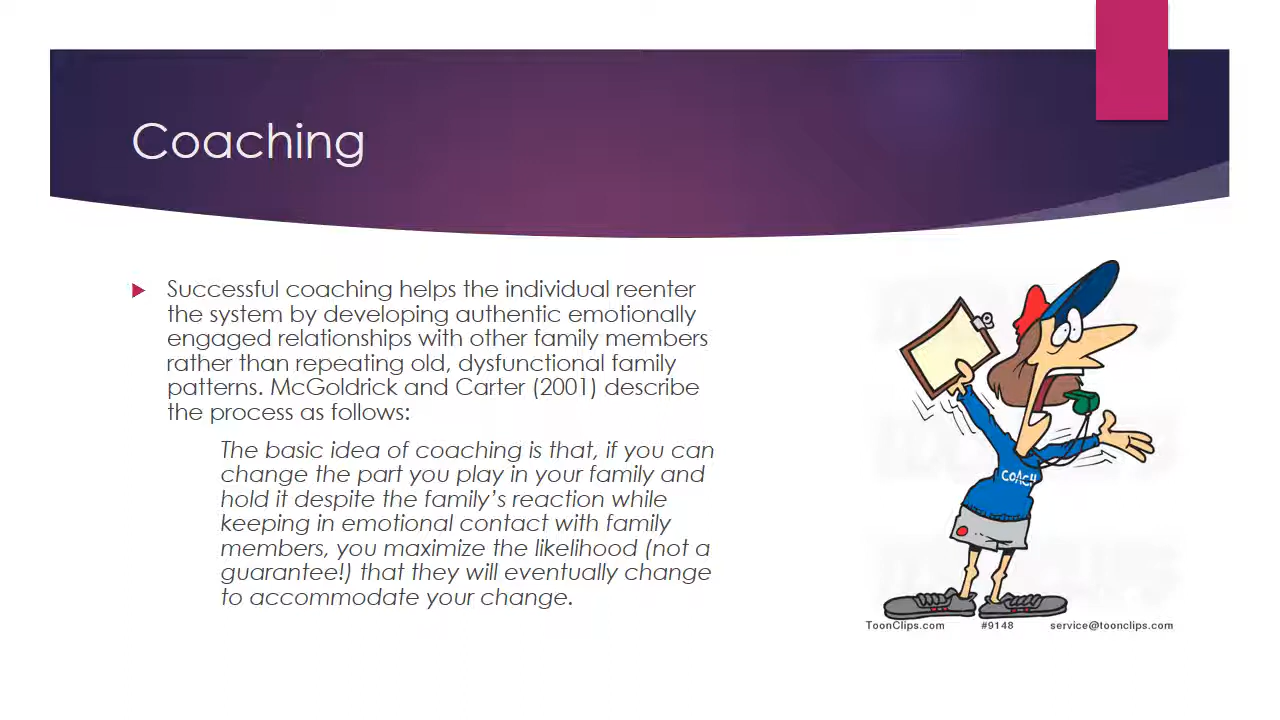 Coaching
Successful coaching helps the individual reenter
the system by developing authentic emotionally
engaged relationships with other family members
rather than repeating old, dysfunctional family
patterns. McGoldrick and Carter (2001) describe
the process as follows:
The basic idea of coaching is that, if you can
change the part you play in your family and
hold it despite the family's reaction while
keeping in emotional contact with family
members, you maximize the likelihood (not a
guarantee!) that they will eventually change
to accommodate your change.
COACH
ToonClips.com #9148 service@toonclips.com